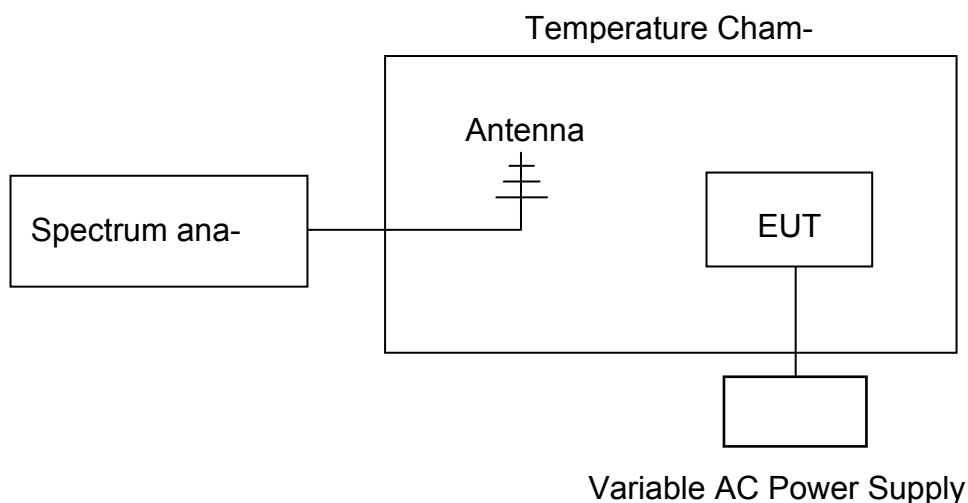 Temperature Cham-
Antenna
Spectrum ana-
EUT
Variable AC Power Supply